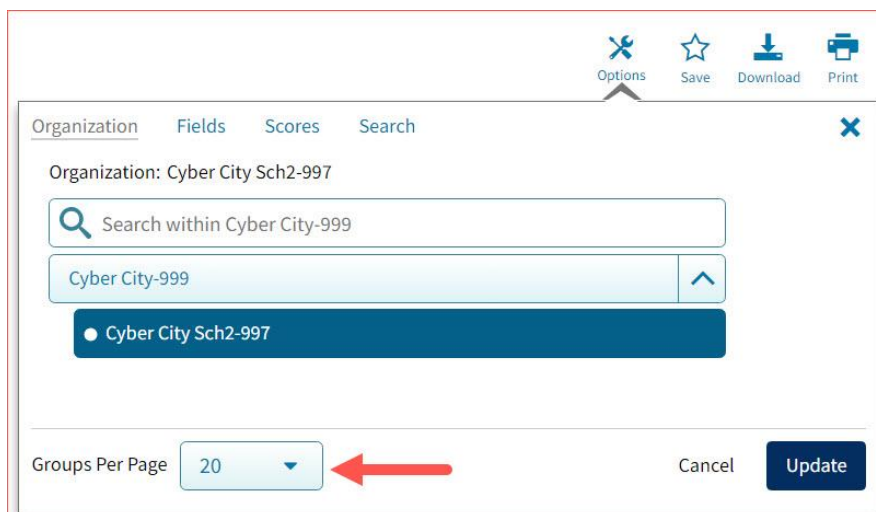 Options Save Download Print
Organization Fields Scores Search
Organization: Cyber City Sch2-997
Search within Cyber City-999
Cyber City-999
Cyber City Sch2-997
Groups Per Page 20 Cancel Update